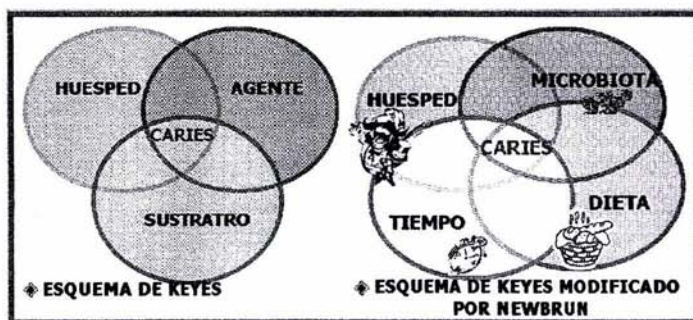 HUESPED
AGENTE
CARIES
SUSTRATRO
◈ ESQUEMA DE KEYES
MICROBIOTA
HUESPED
CARIES
TIEMPO
DIETA
◈ ESQUEMA DE KEYES MODIFICADO
POR NEWBRUN